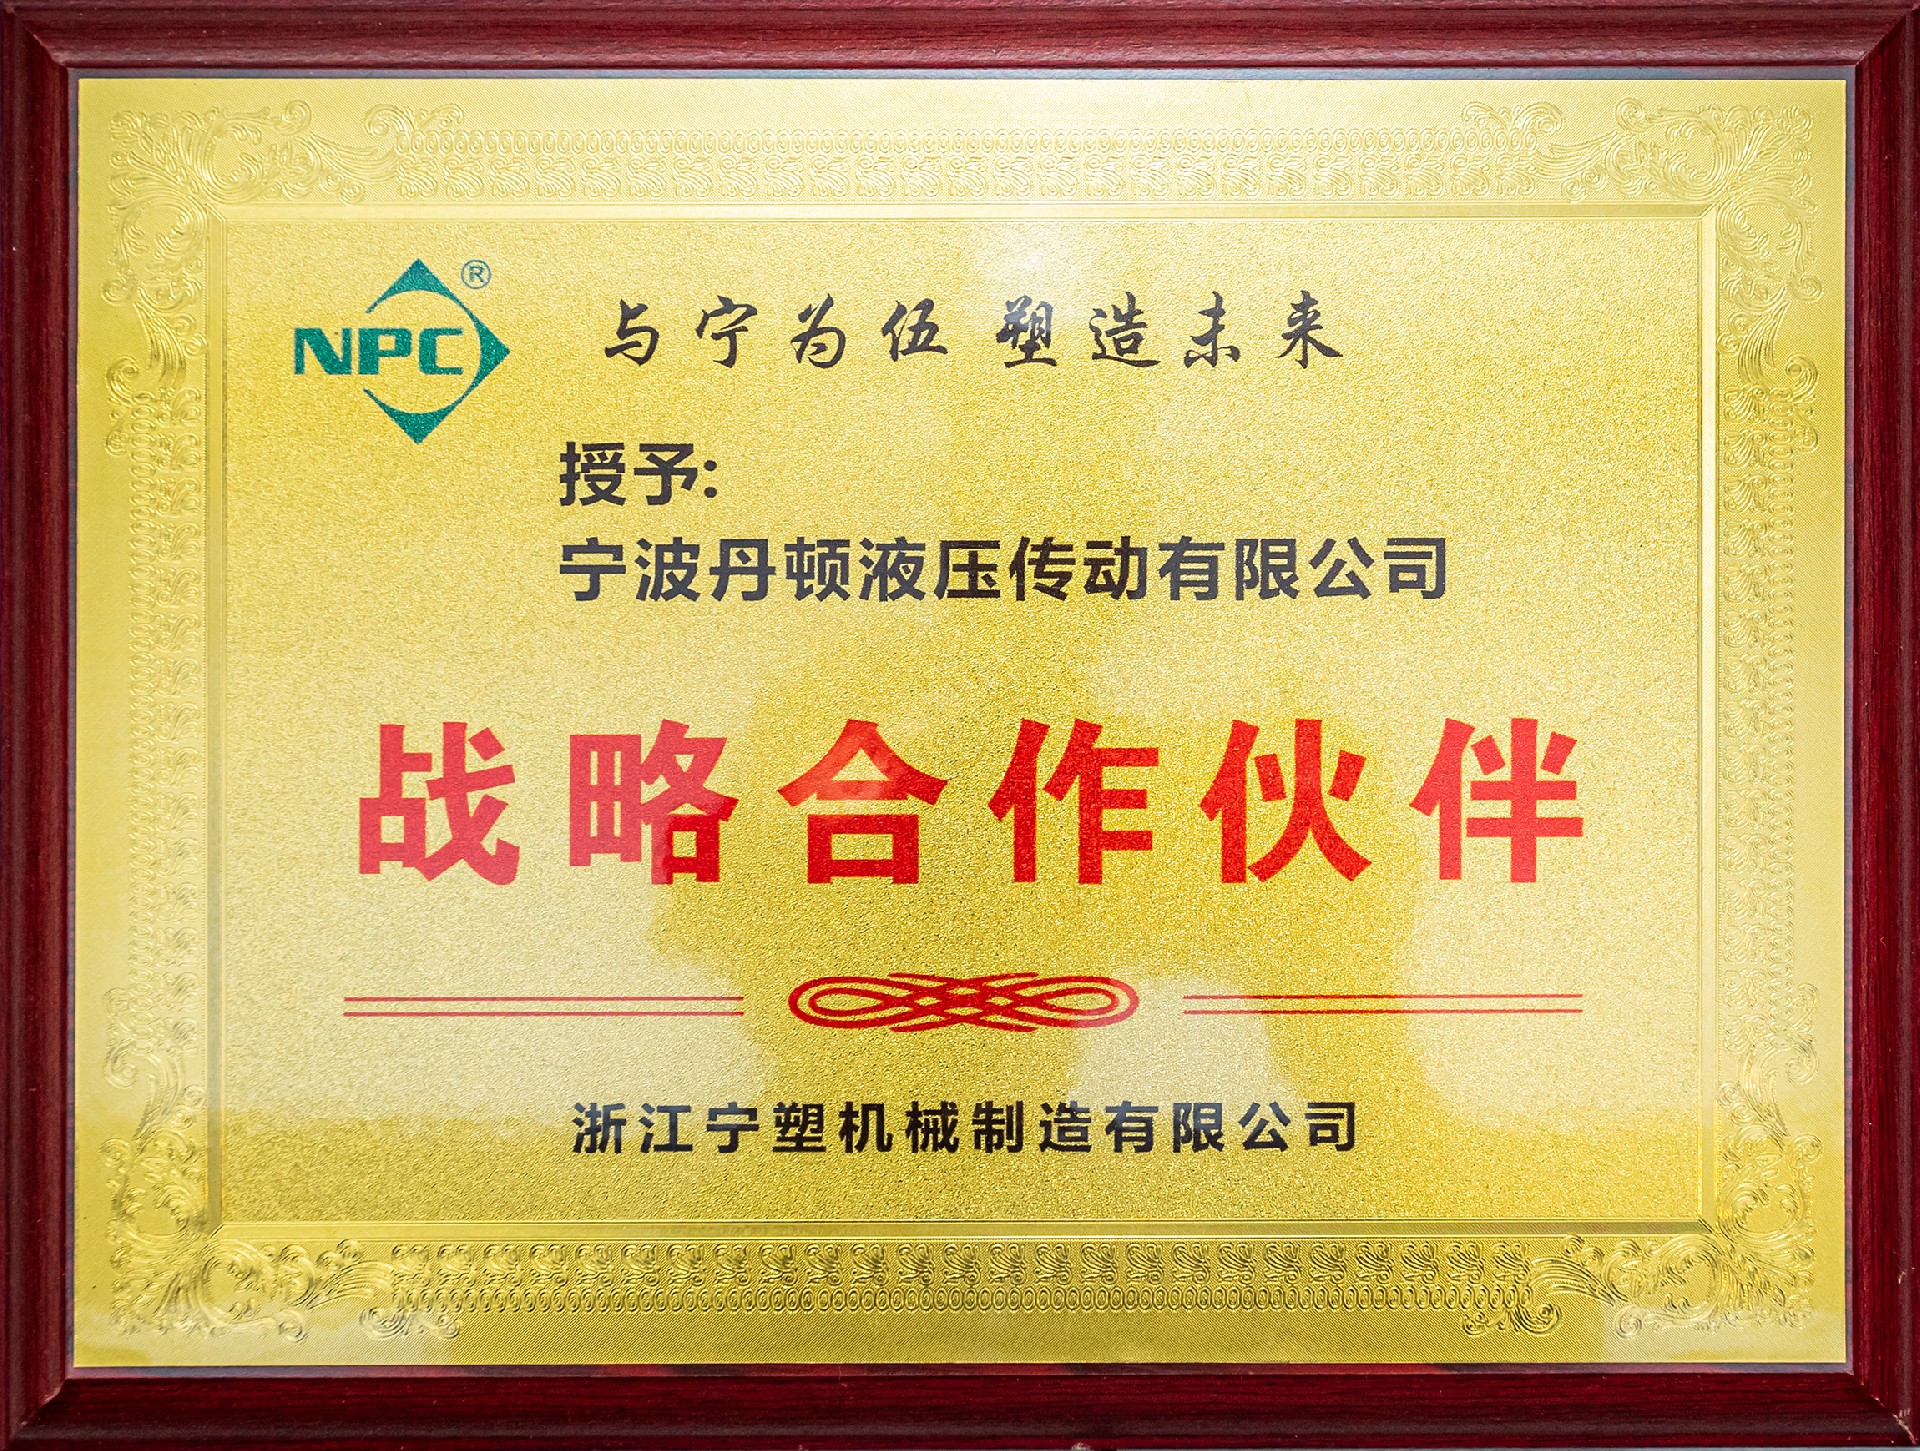 NPC®
与宁为伍 塑造未来
授予:
宁波丹顿液压传动有限公司
战略合作伙伴
浙江宁塑机械制造有限公司